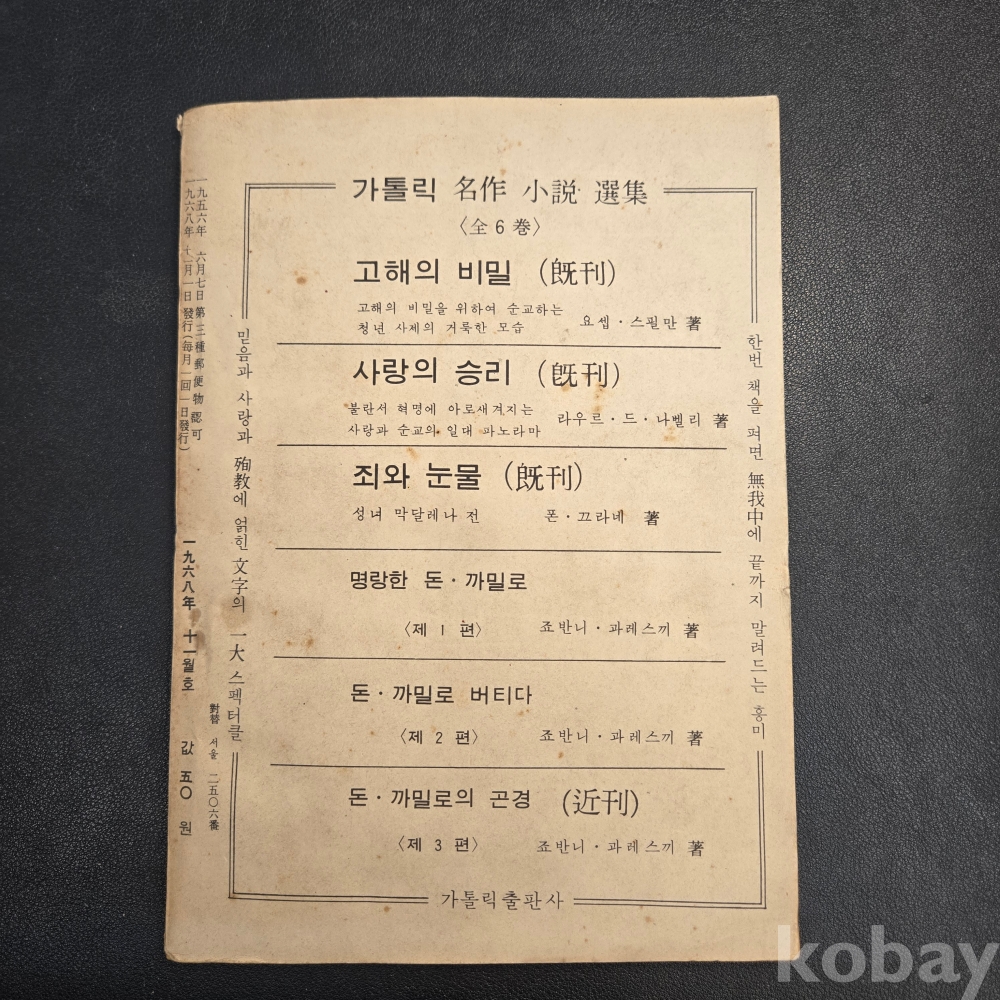 가톨릭 名作 小説 選集
〈全 6 巻〉
고해의 비밀 (旣刊)
고해의 비밀을 위하여 순교하는
청년 사제의 거룩한 모습
요셉·스필만 著
사랑의 승리 (旣刊)
불란서 혁명에 아로새겨지는
사랑과 순교의 일대 파노라마
라우르·드·나벨리 著
죄와 눈물 (旣刊)
성녀 막달레나 전
폰·끄라네 著
명랑한 돈·까밀로
〈제 1 편〉 죠반니·과레스끼 著
돈·까밀로 버티다
〈제 2 편〉 죠반니·과레스끼 著
돈·까밀로의 곤경 (近刊)
〈제 3 편〉 죠반니·과레스끼 著
가톨릭출판사
한번 책을 펴면 無我中에 끝까지 말려드는 흥미
믿음과 사랑과 殉教에 얽힌 文字의 一大 스펙터클
一九五六年 六月七日 第三種郵便物認可
一九六八年 十一月一日 發行(毎月一回一日發行)
一九六八年 十一월호 값 五〇 원
對替 서울 二五〇六番
kobay